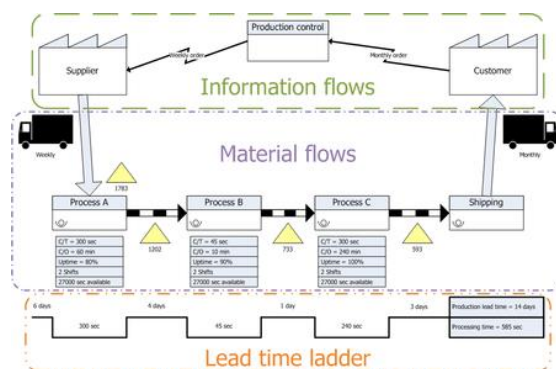 Production control
Weekly order
Monthly order
Supplier
Customer
Information flows
Weekly
Material flows
Monthly
1783
Process A
Process B
Process C
Shipping
1202
733
593
C/T = 300 sec
C/O = 60 min
Uptime = 80%
2 Shifts
27000 sec available
C/T = 45 sec
C/O = 10 min
Uptime = 90%
2 Shifts
27000 sec available
C/T = 300 sec
C/O = 240 min
Uptime = 100%
2 Shifts
27000 sec available
6 days
4 days
1 day
3 days
Production lead time = 14 days
300 sec
45 sec
240 sec
Processing time = 585 sec
Lead time ladder